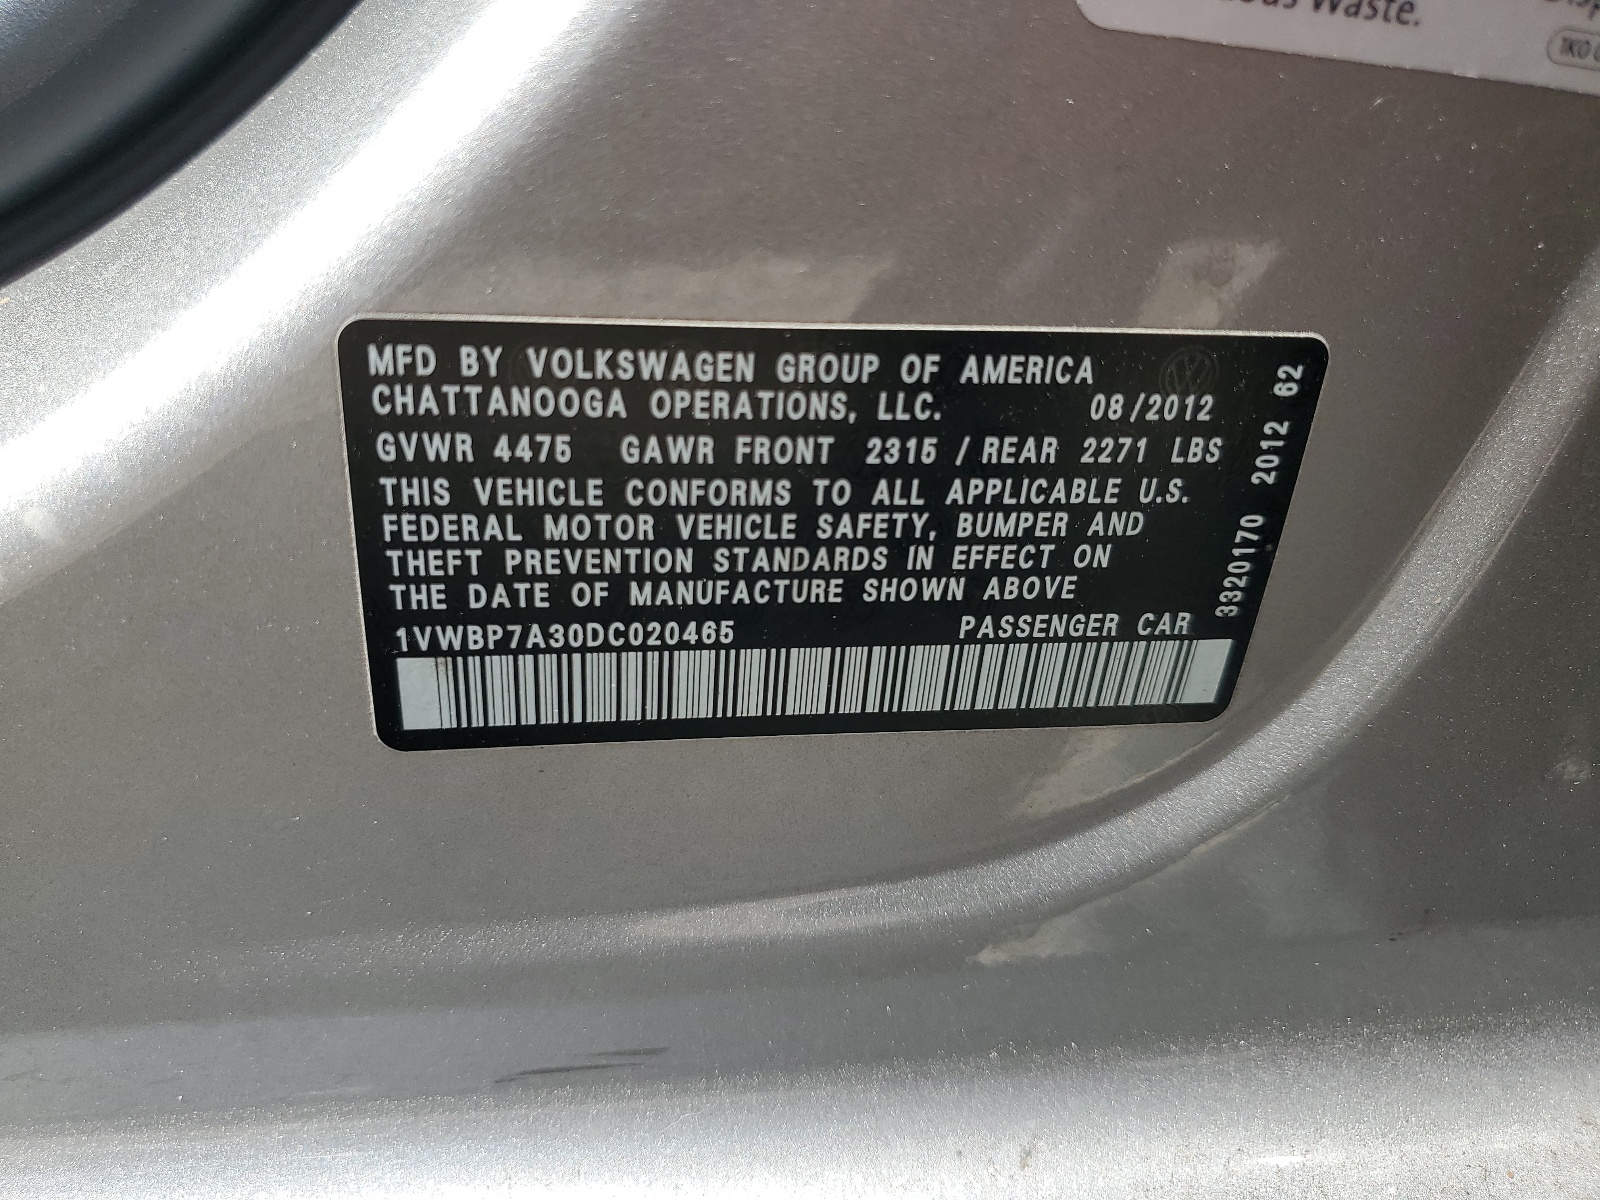 Waste.
1K0
MFD BY VOLKSWAGEN GROUP OF AMERICA
CHATTANOOGA OPERATIONS, LLC. 08/2012
GVWR 4475 GAWR FRONT 2315 / REAR 2271 LBS
THIS VEHICLE CONFORMS TO ALL APPLICABLE U.S.
FEDERAL MOTOR VEHICLE SAFETY, BUMPER AND
THEFT PREVENTION STANDARDS IN EFFECT ON
THE DATE OF MANUFACTURE SHOWN ABOVE
1VWBP7A30DC020465 PASSENGER CAR
3320170 2012 62